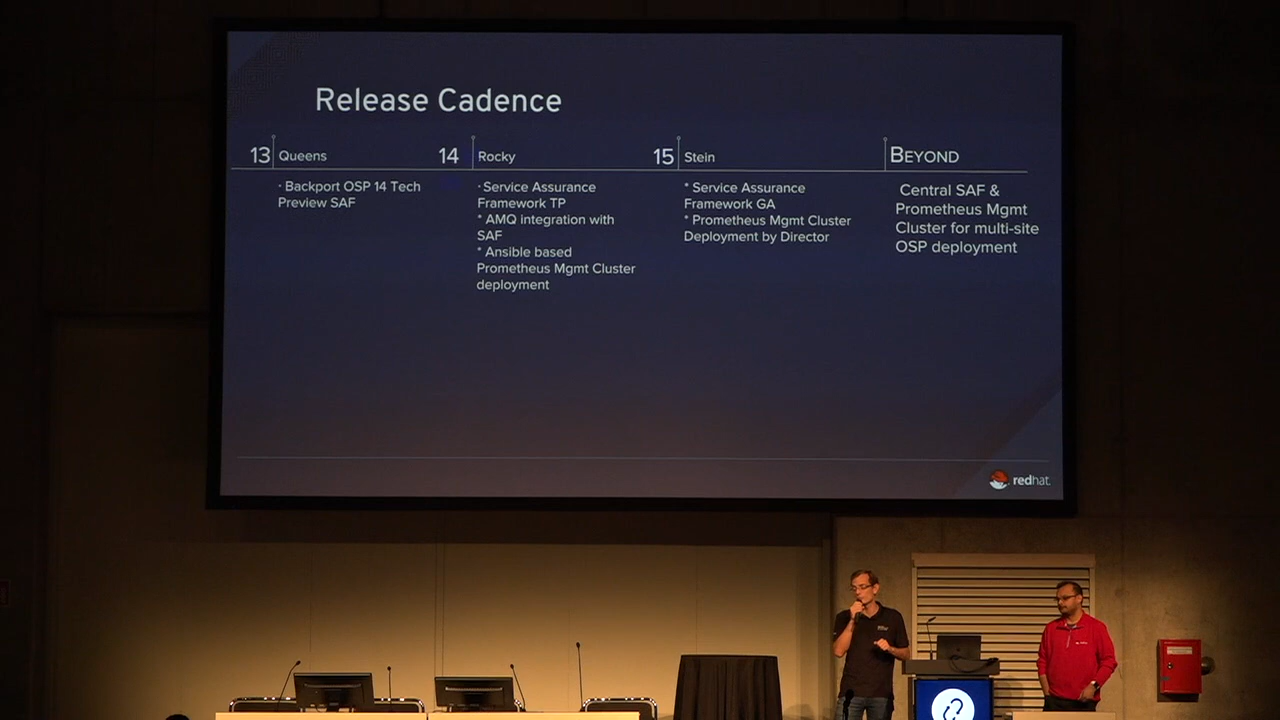 Release Cadence
13 Queens
· Backport OSP 14 Tech
Preview SAF
14 Rocky
· Service Assurance
Framework TP
* AMQ integration with
SAF
* Ansible based
Prometheus Mgmt Cluster
deployment
15 Stein
* Service Assurance
Framework GA
* Prometheus Mgmt Cluster
Deployment by Director
BEYOND
Central SAF &
Prometheus Mgmt
Cluster for multi-site
OSP deployment
redhat.